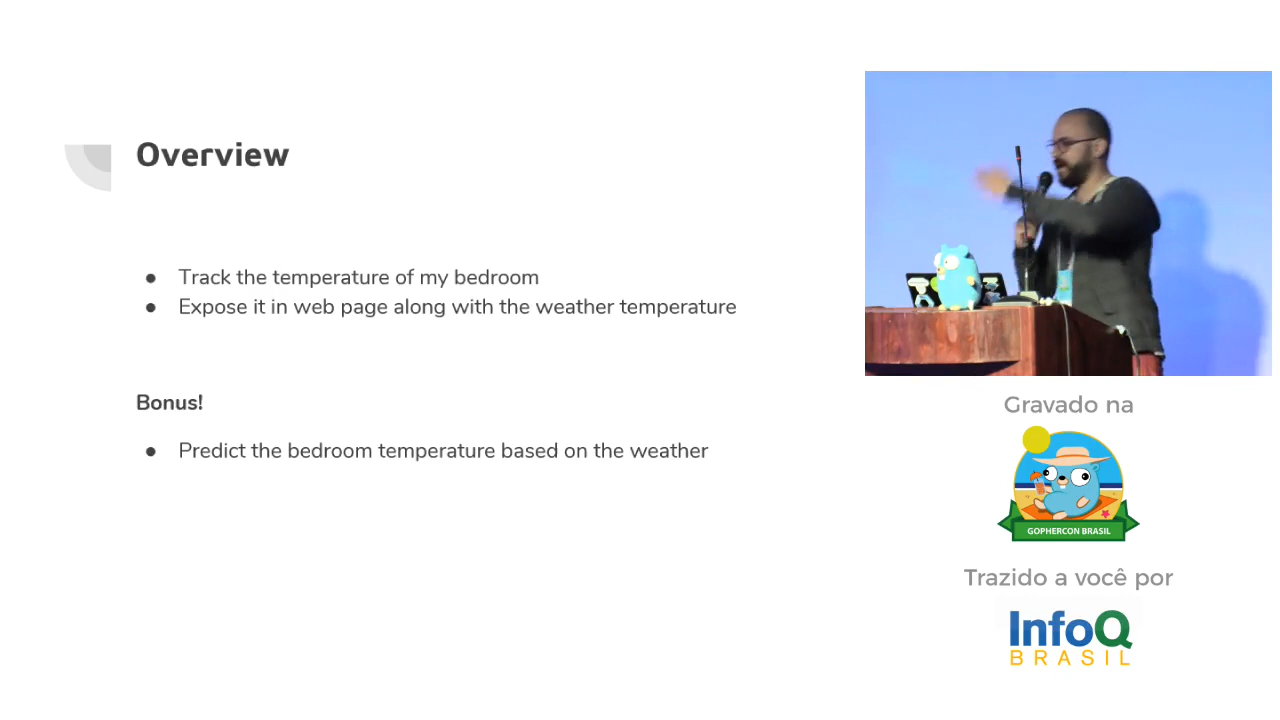 Overview
● Track the temperature of my bedroom
● Expose it in web page along with the weather temperature
Bonus!
● Predict the bedroom temperature based on the weather
Gravado na
GOPHERCON BRASIL
Trazido a você por
InfoQ
BRASIL